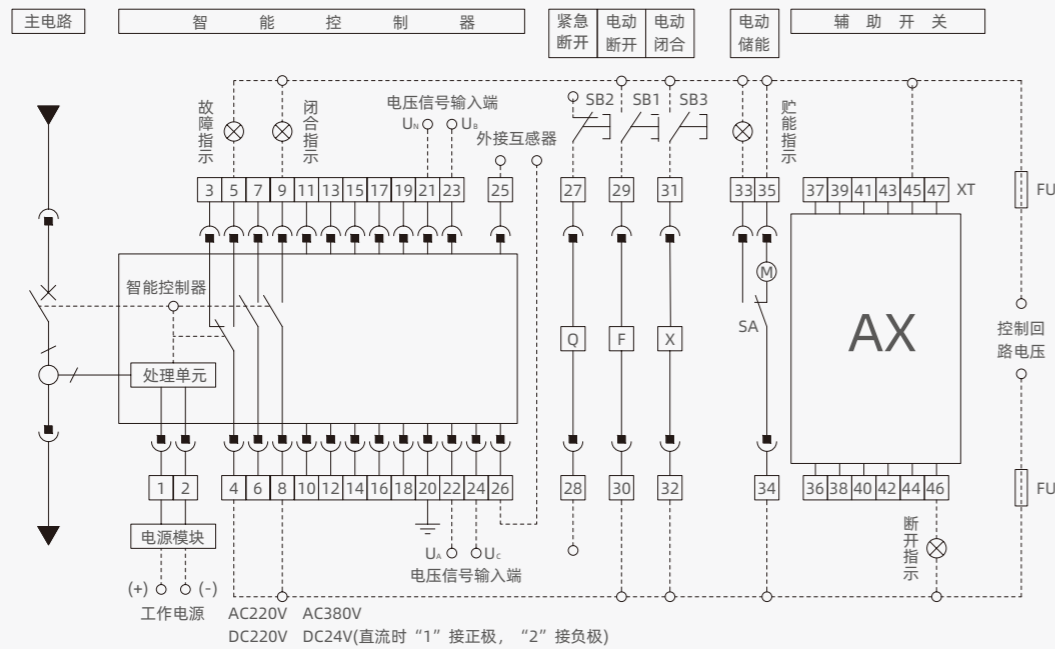 主电路
智能控制器
紧急
断开
电动
断开
电动
闭合
电动
储能
辅助开关
故障指示
闭合指示
电压信号输入端
UN
UB
外接互感器
SB2
SB1
SB3
贮能指示
3 5 7 9 11 13 15 17 19 21 23 25 27 29 31 33 35 37 39 41 43 45 47 XT
FU
智能控制器
M
SA
Q
F
X
AX
控制回
路电压
处理单元
1 2 4 6 8 10 12 14 16 18 20 22 24 26 28 30 32 34 36 38 40 42 44 46
FU
电源模块
UA
UC
电压信号输入端
断开指示
(+)
(-)
工作电源 AC220V AC380V
DC220V DC24V(直流时“1”接正极，“2”接负极)